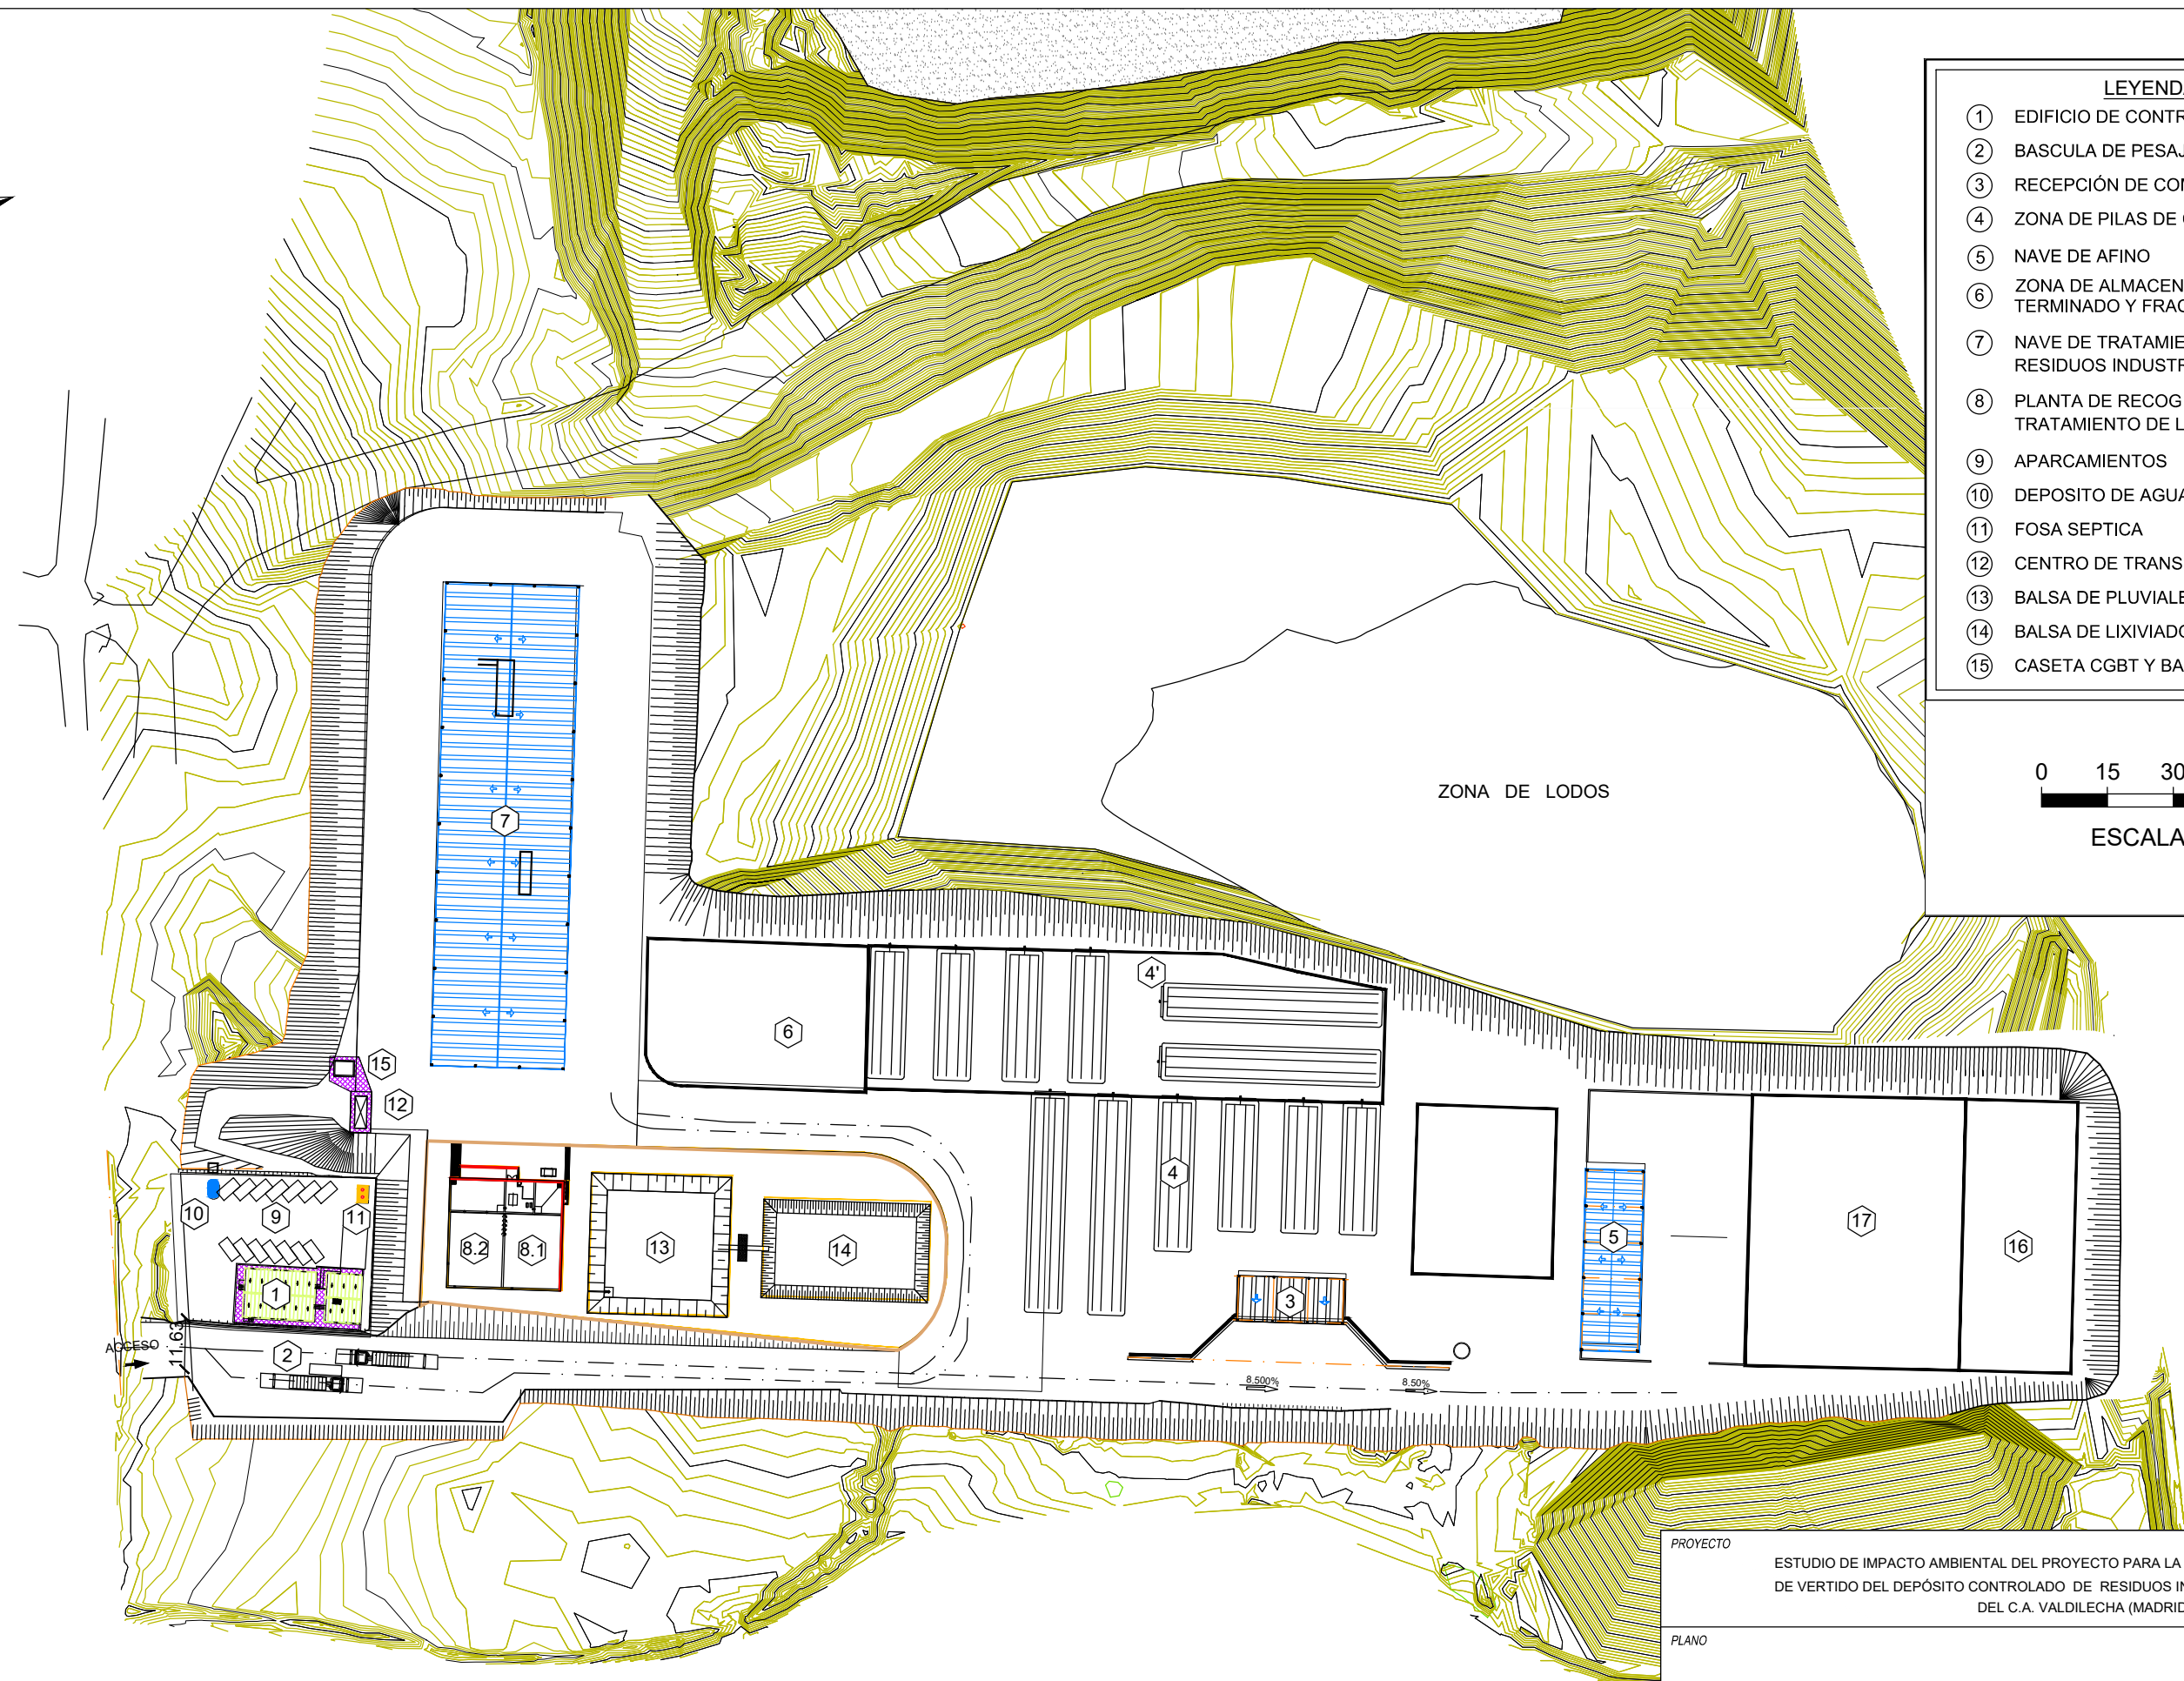 LEYENDA
1 EDIFICIO DE CONTR
2 BASCULA DE PESAJ
3 RECEPCIÓN DE CO
4 ZONA DE PILAS DE
5 NAVE DE AFINO
6 ZONA DE ALMACEN
TERMINADO Y FRAC
7 NAVE DE TRATAMIE
RESIDUOS INDUSTR
8 PLANTA DE RECOG
TRATAMIENTO DE L
9 APARCAMIENTOS
10 DEPOSITO DE AGUA
11 FOSA SEPTICA
12 CENTRO DE TRANS
13 BALSA DE PLUVIALE
14 BALSA DE LIXIVIADO
15 CASETA CGBT Y BA
0 15 30
ESCALA
ZONA DE LODOS
7
4'
6
15
12
10
9
11
8.2
8.1
13
14
4
5
17
16
1
3
2
ACCESO
11.63
8.500%
8.50%
PROYECTO
ESTUDIO DE IMPACTO AMBIENTAL DEL PROYECTO PARA LA
DE VERTIDO DEL DEPÓSITO CONTROLADO DE RESIDUOS IN
DEL C.A. VALDILECHA (MADRID
PLANO